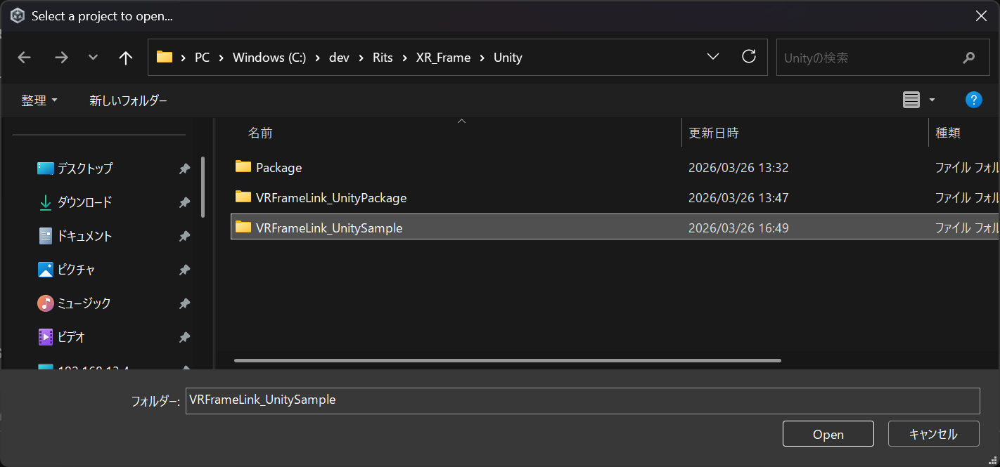 Select a project to open...
PC › Windows (C:) › dev › Rits › XR_Frame › Unity
Unityの検索
整理 新しいフォルダー
?
名前 更新日時 種類
デスクトップ
ダウンロード
ドキュメント
ピクチャ
ミュージック
ビデオ
Package 2026/03/26 13:32 ファイル フォル
VRFrameLink_UnityPackage 2026/03/26 13:47 ファイル フォル
VRFrameLink_UnitySample 2026/03/26 16:49 ファイル フォル
フォルダー: VRFrameLink_UnitySample
Open キャンセル